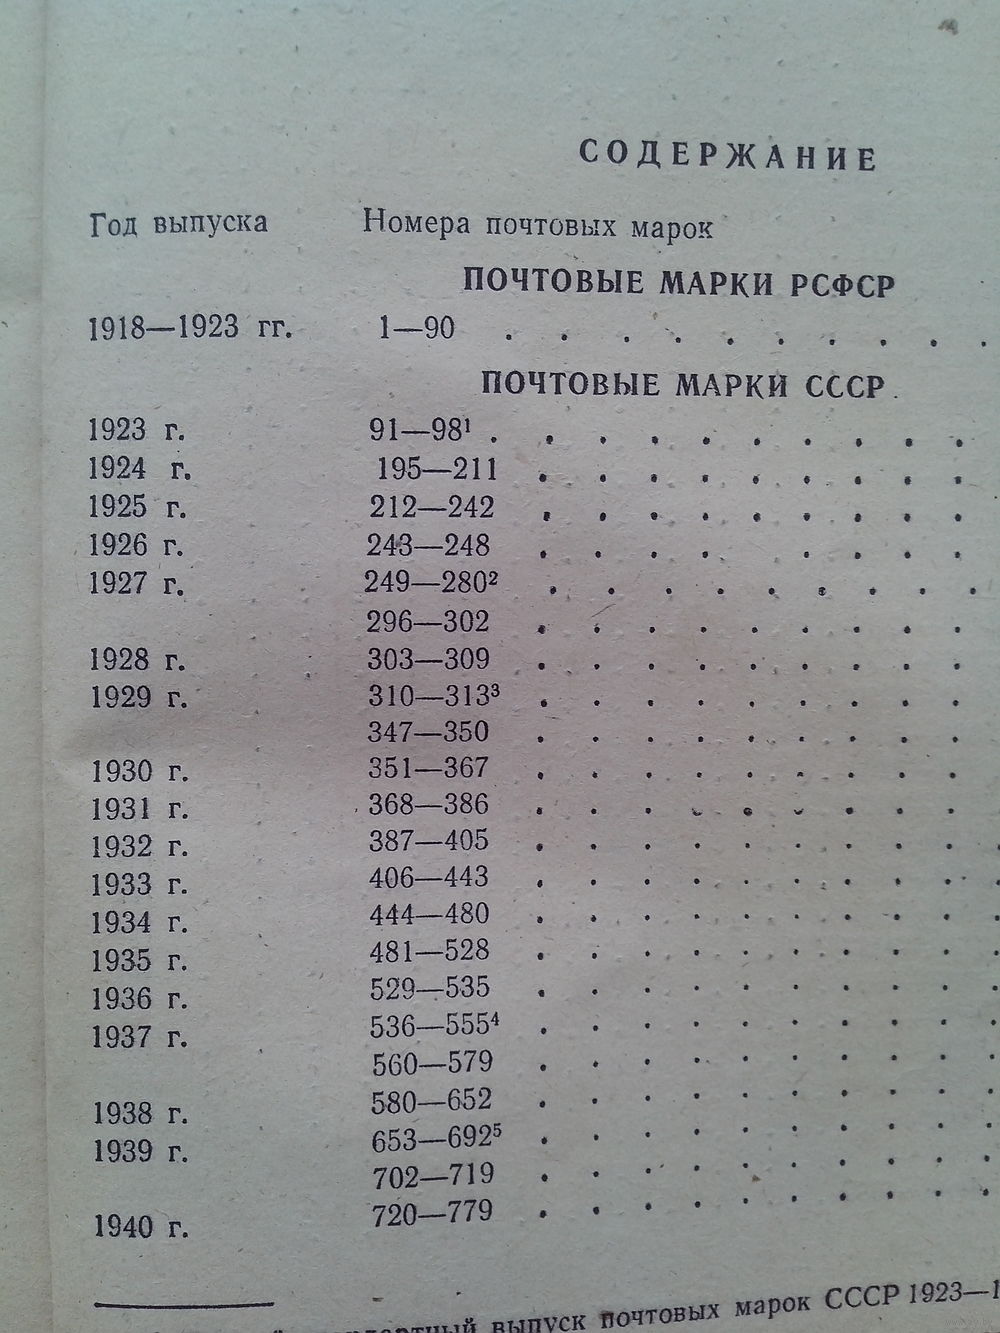 СОДЕРЖАНИЕ
Год выпуска Номера почтовых марок
ПОЧТОВЫЕ МАРКИ РСФСР
1918—1923 гг. 1—90 . . . . . . . . . .
ПОЧТОВЫЕ МАРКИ СССР
1923 г. 91—98¹ . . . . . . . . . .
1924 г. 195—211 . . . . . . . . .
1925 г. 212—242 . . . . . . . . .
1926 г. 243—248 . . . . . . . .
1927 г. 249—280² . . . . . . . . .
296—302 . . . . . . . . .
1928 г. 303—309 . . . . . . . . .
1929 г. 310—313³ . . . . . . . . .
347—350 . . . . . . . . .
1930 г. 351—367 . . . . . . . . .
1931 г. 368—386 . . . . . . . . .
1932 г. 387—405 . . . . . . . . . .
1933 г. 406—443 . . . . . . . . . .
1934 г. 444—480 . . . . . . . . . .
1935 г. 481—528 . . . . . . . . . .
1936 г. 529—535 . . . . . . . . . .
1937 г. 536—555⁴ . . . . . . . . . .
560—579 . . . . . . . . . .
1938 г. 580—652 . . . . . . . . . .
1939 г. 653—692⁵ . . . . . . . . . .
702—719 . . . . . . . . . .
1940 г. 720—779 . . . . . . . . . .
выпуск почтовых марок СССР 1923—1